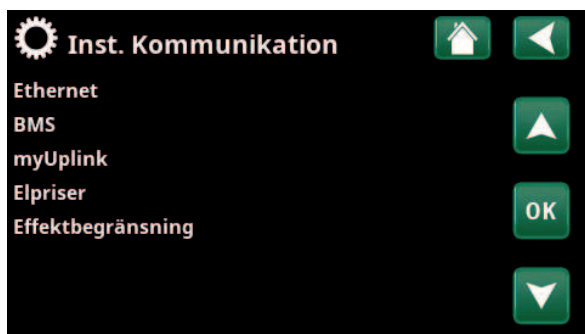 Inst. Kommunikation
Ethernet
BMS
myUplink
Elpriser
Effektbegränsning
OK